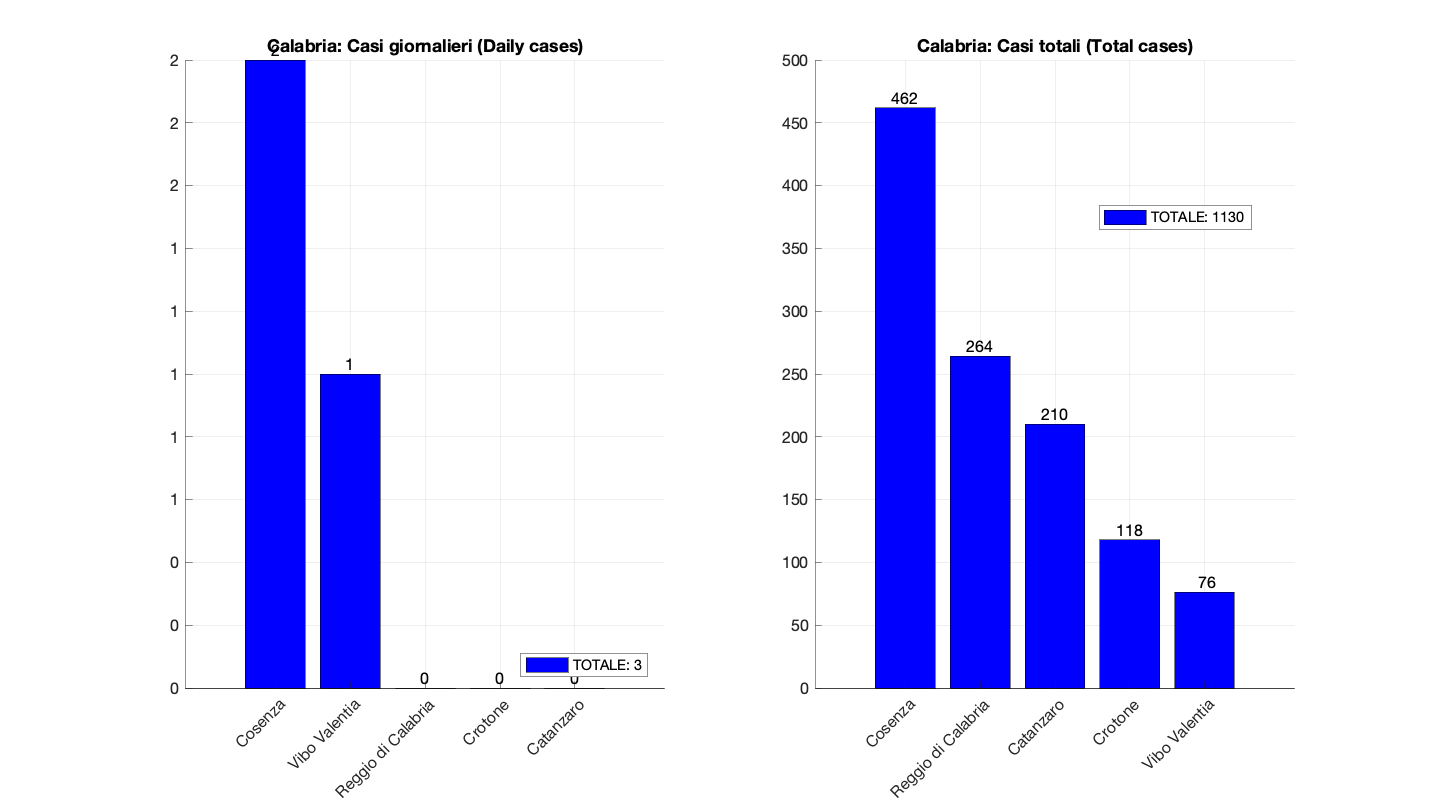 Calabria: Casi giornalieri (Daily cases)
2
2
2
2
1
1
1
1
1
0
0
0
1
0
0
0
TOTALE: 3
Cosenza
Vibo Valentia
Reggio di Calabria
Crotone
Catanzaro
Calabria: Casi totali (Total cases)
500
450
400
350
300
250
200
150
100
50
0
462
264
210
118
76
TOTALE: 1130
Cosenza
Reggio di Calabria
Catanzaro
Crotone
Vibo Valentia